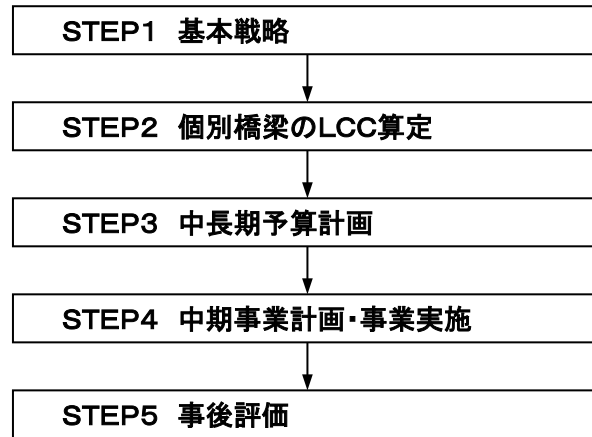 STEP1 基本戦略
STEP2 個別橋梁のLCC算定
STEP3 中長期予算計画
STEP4 中期事業計画・事業実施
STEP5 事後評価